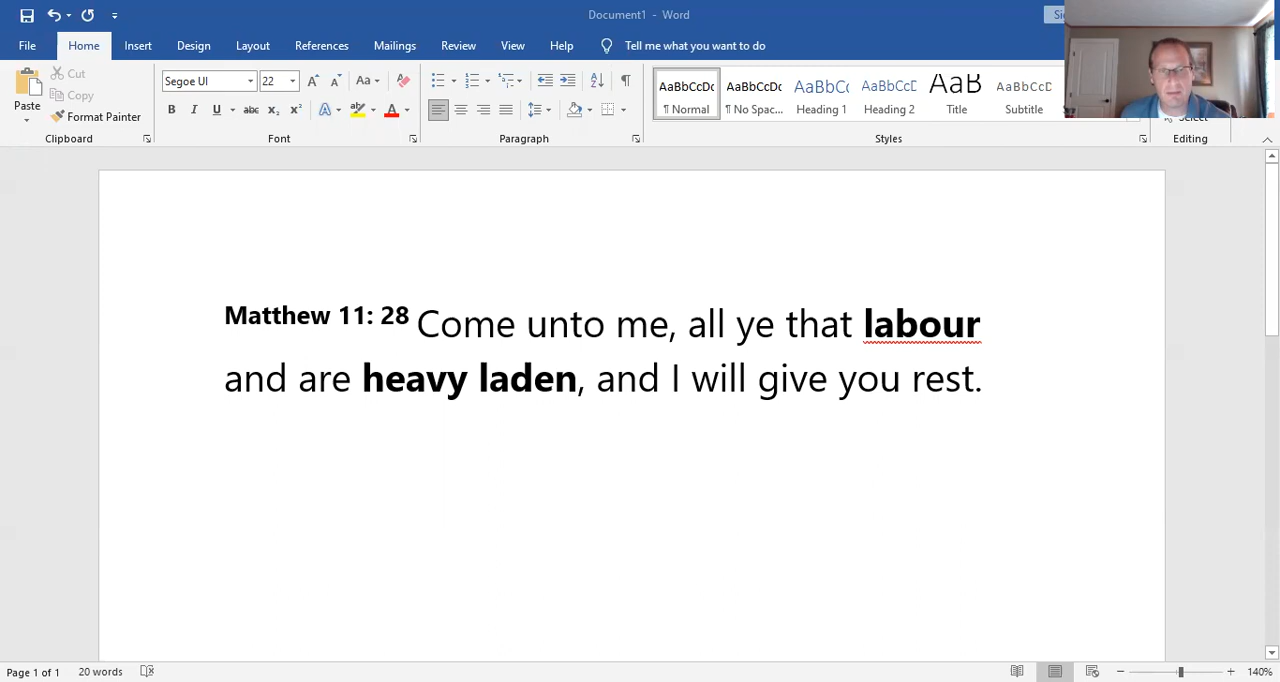 Document1 - Word
File Home Insert Design Layout References Mailings Review View Help Tell me what you want to do
Paste Cut Copy Format Painter
Segoe UI 22
AaBbCcDc AaBbCcDc AaBbCc AaBbCcD AaB AaBbCcD
¶ Normal ¶ No Spac... Heading 1 Heading 2 Title Subtitle
Clipboard Font Paragraph Styles Editing
Matthew 11: 28 Come unto me, all ye that labour
and are heavy laden, and I will give you rest.
Page 1 of 1 20 words 140%